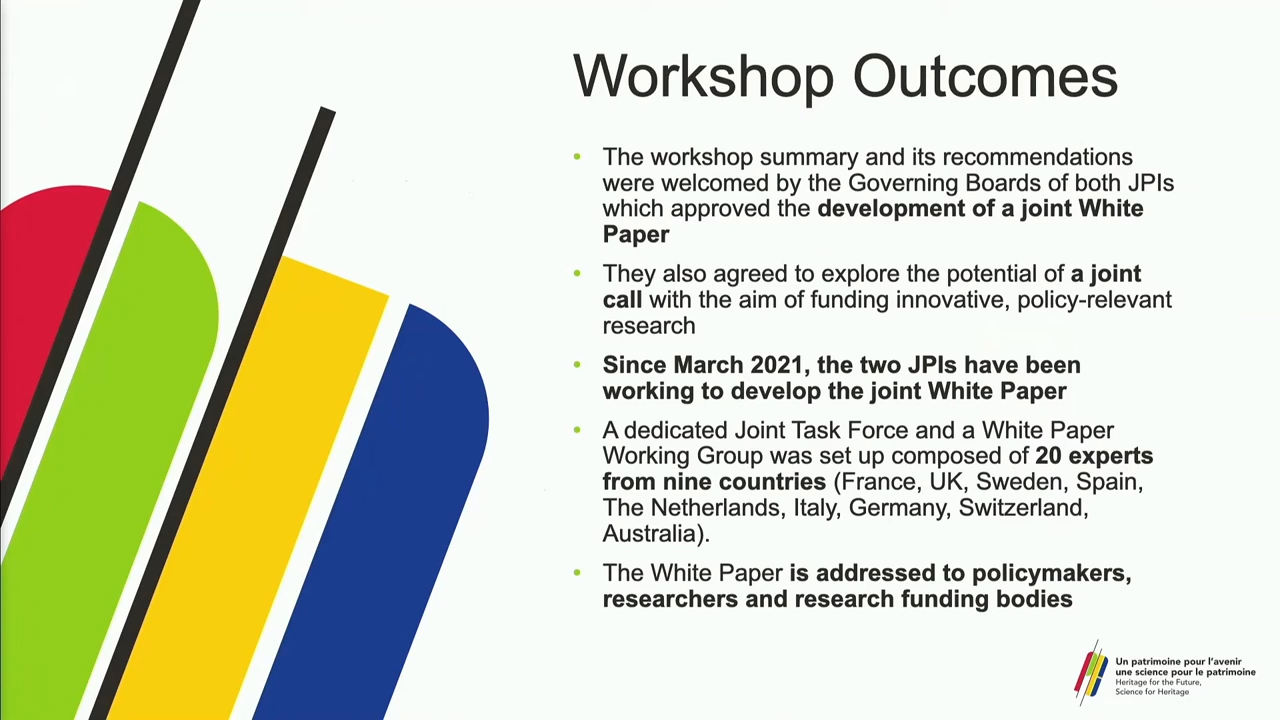 Workshop Outcomes
• The workshop summary and its recommendations
were welcomed by the Governing Boards of both JPIs
which approved the development of a joint White
Paper
• They also agreed to explore the potential of a joint
call with the aim of funding innovative, policy-relevant
research
• Since March 2021, the two JPIs have been
working to develop the joint White Paper
• A dedicated Joint Task Force and a White Paper
Working Group was set up composed of 20 experts
from nine countries (France, UK, Sweden, Spain,
The Netherlands, Italy, Germany, Switzerland,
Australia).
• The White Paper is addressed to policymakers,
researchers and research funding bodies
Un patrimoine pour l'avenir
une science pour le patrimoine
Heritage for the Future,
Science for Heritage